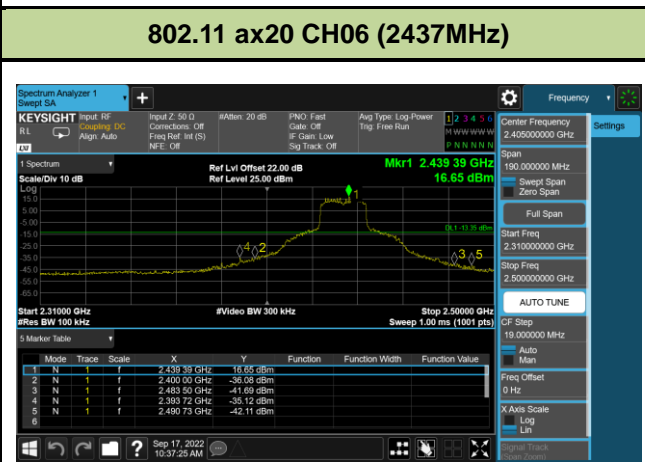 802.11 ax20 CH06 (2437MHz)
Spectrum Analyzer 1
Swept SA
+
Frequency
KEYSIGHT
RL
LXI
Input: RF
Coupling: DC
Align: Auto
Input Z: 50 Ω
Corrections: Off
Freq Ref: Int (S)
NFE: Off
#Atten: 20 dB
PNO: Fast
Gate: Off
IF Gain: Low
Sig Track: Off
Avg Type: Log-Power
Trig: Free Run
1 2 3 4 5 6
M W W W W W
P N N N N N
1 Spectrum
Scale/Div 10 dB
Log
Ref Lvl Offset 22.00 dB
Ref Level 25.00 dBm
Mkr1 2.439 39 GHz
16.65 dBm
15.0
5.00
-5.00
-15.0
-25.0
-35.0
-45.0
-55.0
-65.0
1
DL1 -13.35 dBm
4
2
3
5
Start 2.31000 GHz
#Res BW 100 kHz
#Video BW 300 kHz
Stop 2.50000 GHz
Sweep 1.00 ms (1001 pts)
5 Marker Table
Mode Trace Scale X Y Function Function Width Function Value
1 N 1 f 2.439 39 GHz 16.65 dBm
2 N 1 f 2.400 00 GHz -36.08 dBm
3 N 1 f 2.483 50 GHz -41.69 dBm
4 N 1 f 2.393 72 GHz -35.12 dBm
5 N 1 f 2.490 73 GHz -42.11 dBm
6
Center Frequency
2.405000000 GHz
Settings
Span
190.000000 MHz
Swept Span
Zero Span
Full Span
Start Freq
2.310000000 GHz
Stop Freq
2.500000000 GHz
AUTO TUNE
CF Step
19.000000 MHz
Auto
Man
Freq Offset
0 Hz
X Axis Scale
Log
Lin
Signal Track
(Span Zoom)
?
Sep 17, 2022
10:37:25 AM